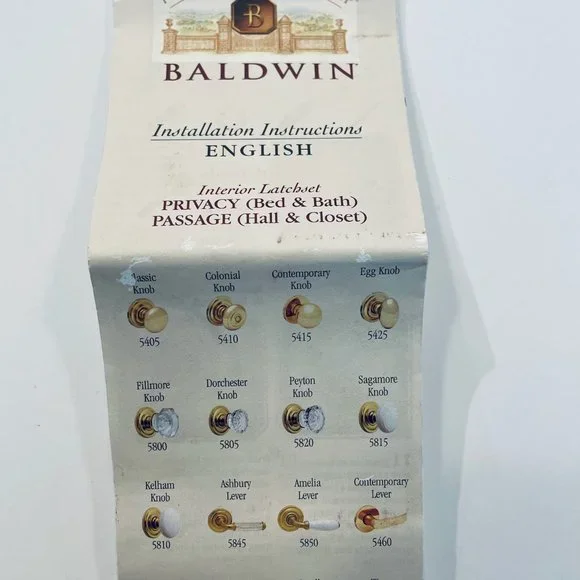 B
BALDWIN
Installation Instructions
ENGLISH
Interior Latchset
PRIVACY (Bed & Bath)
PASSAGE (Hall & Closet)
Knob
5405
Colonial
Knob
5410
Contemporary
Knob
5415
Egg Knob
5425
Fillmore
Knob
5800
Dorchester
Knob
5805
Peyton
Knob
5820
Sagamore
Knob
5815
Kelham
Knob
5810
Ashbury
Lever
5845
Amelia
Lever
5850
Contemporary
Lever
5460